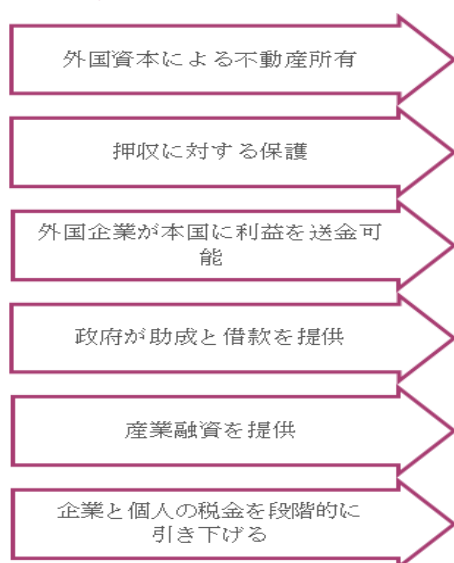 外国資本による不動産所有
押収に対する保護
外国企業が本国に利益を送金可
能
政府が助成と借款を提供
産業融資を提供
企業と個人の税金を段階的に
引き下げる